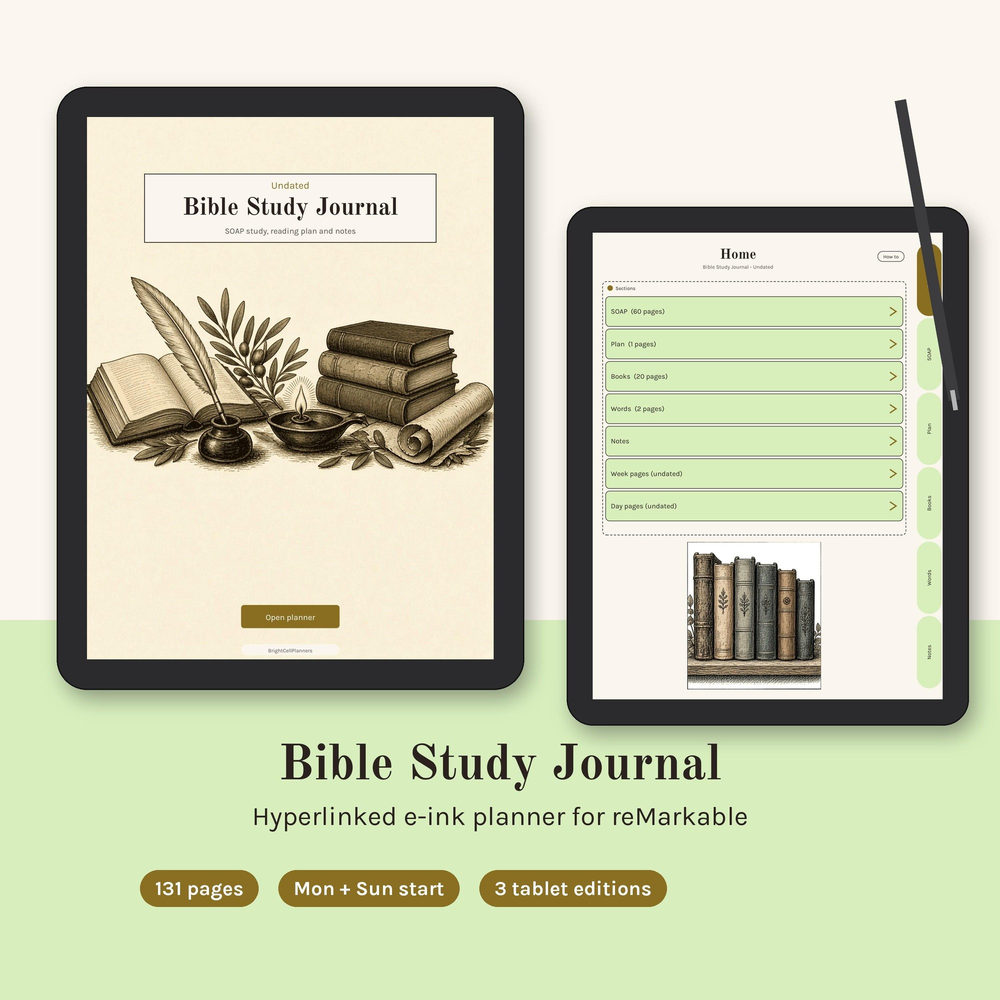 Undated
Bible Study Journal
SOAP study, reading plan and notes
Open planner
BrightCellPlanners
Home
Bible Study Journal - Undated
How to
Sections
SOAP (60 pages)
Plan (1 pages)
Books (20 pages)
Words (2 pages)
Notes
Week pages (undated)
Day pages (undated)
SOAP
Plan
Books
Words
Notes
Bible Study Journal
Hyperlinked e-ink planner for reMarkable
131 pages
Mon + Sun start
3 tablet editions